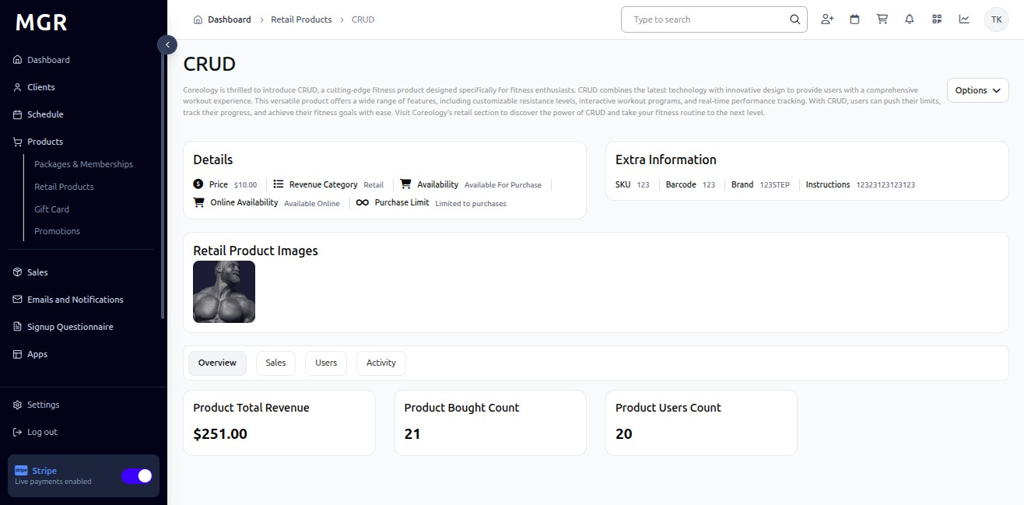 MGR
Dashboard
Clients
Schedule
Products
Packages & Memberships
Retail Products
Gift Card
Promotions
Sales
Emails and Notifications
Signup Questionnaire
Apps
Settings
Log out
stripe Stripe
Live payments enabled
Dashboard > Retail Products > CRUD
Type to search
TK
CRUD
Coreology is thrilled to introduce CRUD, a cutting-edge fitness product designed specifically for fitness enthusiasts. CRUD combines the latest technology with innovative design to provide users with a comprehensive
workout experience. This versatile product offers a wide range of features, including customizable resistance levels, interactive workout programs, and real-time performance tracking. With CRUD, users can push their limits,
track their progress, and achieve their fitness goals with ease. Visit Coreology's retail section to discover the power of CRUD and take your fitness routine to the next level.
Options
Details
Price $10.00 Revenue Category Retail Availability Available For Purchase
Online Availability Available Online Purchase Limit Limited to purchases
Extra Information
SKU 123 Barcode 123 Brand 123STEP Instructions 12323123123123
Retail Product Images
Overview Sales Users Activity
Product Total Revenue
$251.00
Product Bought Count
21
Product Users Count
20